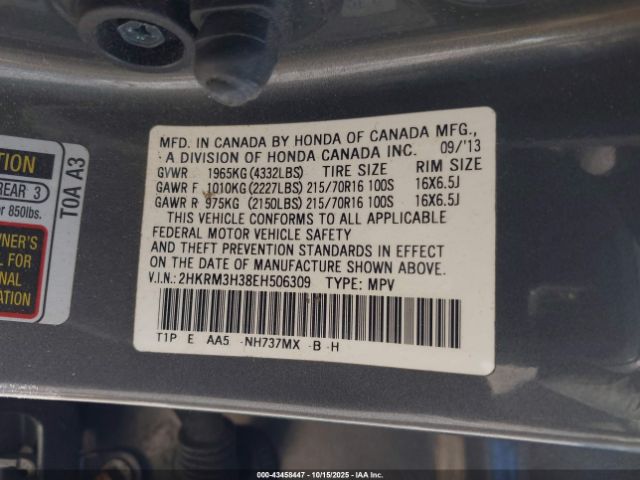 MFD. IN CANADA BY HONDA OF CANADA MFG.,
A DIVISION OF HONDA CANADA INC. 09/'13
GVWR 1965KG (4332LBS) TIRE SIZE RIM SIZE
GAWR F 1010KG (2227LBS) 215/70R16 100S 16X6.5J
GAWR R 975KG (2150LBS) 215/70R16 100S 16X6.5J
THIS VEHICLE CONFORMS TO ALL APPLICABLE
FEDERAL MOTOR VEHICLE SAFETY
AND THEFT PREVENTION STANDARDS IN EFFECT
ON THE DATE OF MANUFACTURE SHOWN ABOVE.
V.I.N.: 2HKRM3H38EH506309 TYPE: MPV
T1P E AA5 -NH737MX -B -H
REAR 3
850lbs.
NER'S
L FOR
ONAL
ION.
T0A A3
000-43458447 - 10/15/2025 - IAA Inc.